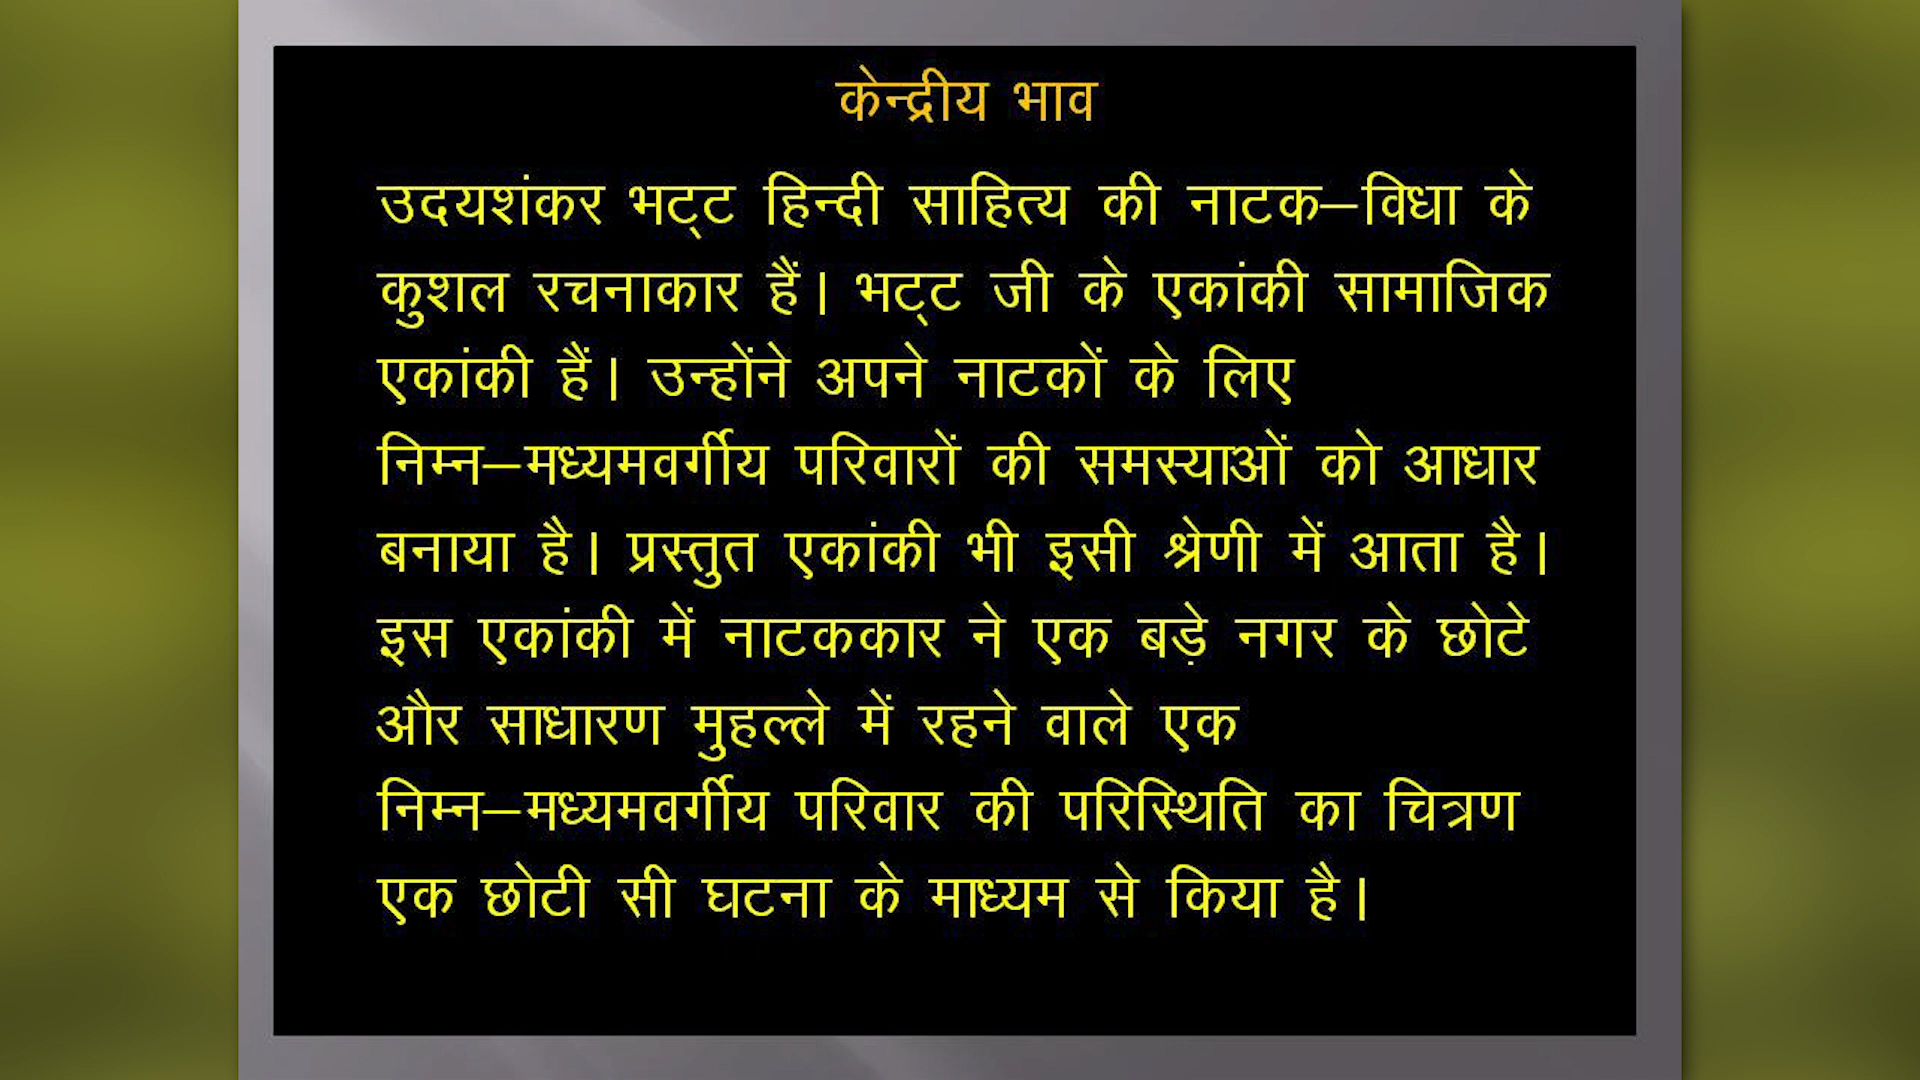 केन्द्रीय भाव
उदयशंकर भट्ट हिन्दी साहित्य की नाटक–विधा के
कुशल रचनाकार हैं। भट्ट जी के एकांकी सामाजिक
एकांकी हैं। उन्होंने अपने नाटकों के लिए
निम्न–मध्यमवर्गीय परिवारों की समस्याओं को आधार
बनाया है। प्रस्तुत एकांकी भी इसी श्रेणी में आता है।
इस एकांकी में नाटककार ने एक बड़े नगर के छोटे
और साधारण मुहल्ले में रहने वाले एक
निम्न–मध्यमवर्गीय परिवार की परिस्थिति का चित्रण
एक छोटी सी घटना के माध्यम से किया है।